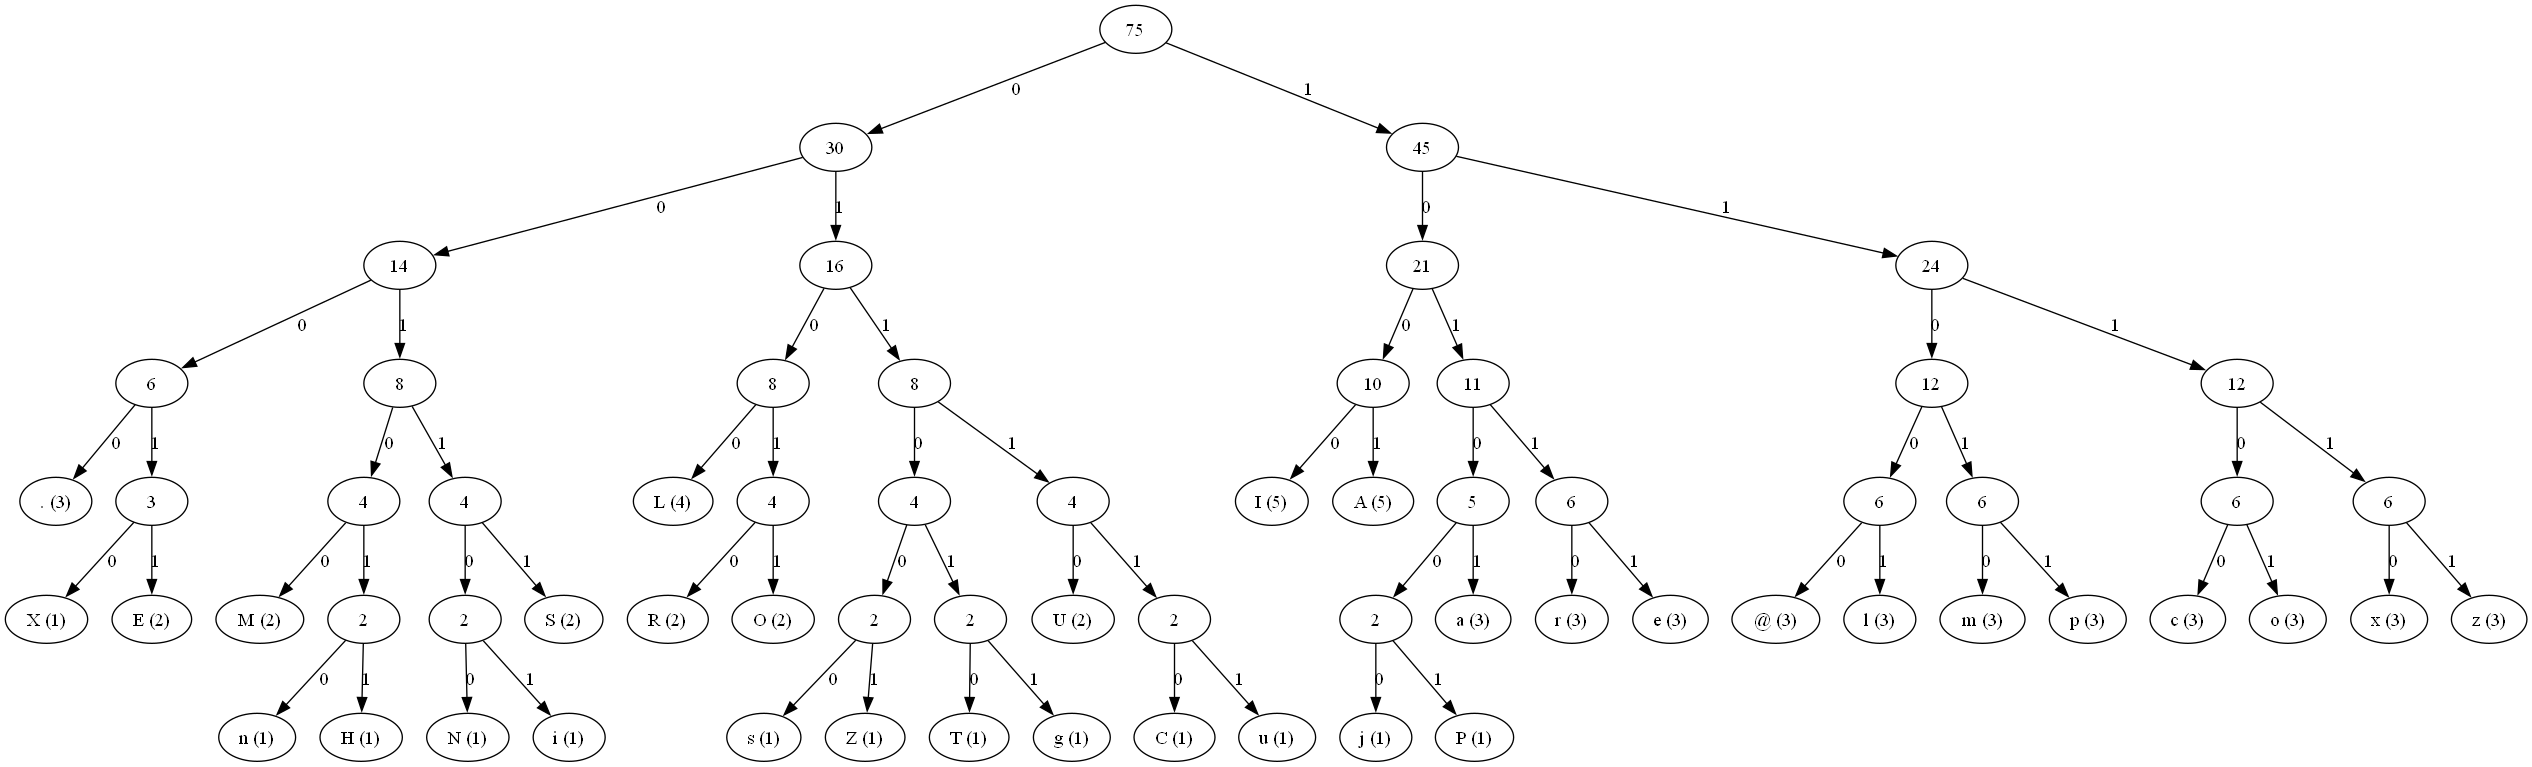 75
0 1
30 45
0 1 0 1
14 16 21 24
0 1 0 1 0 1 0 1
6 8 8 8 10 11 12 12
0 1 0 1 0 1 0 1 0 1 0 1 0 1 0 1
. (3) 3 4 4 L (4) 4 4 4 I (5) A (5) 5 6 6 6 6 6
0 1 0 1 0 1 0 1 0 1 0 1 0 1 0 1 0 1 0 1 0 1 0 1
X (1) E (2) M (2) 2 2 S (2) R (2) O (2) 2 2 U (2) 2 2 a (3) r (3) e (3) @ (3) l (3) m (3) p (3) c (3) o (3) x (3) z (3)
0 1 0 1 0 1 0 1 0 1 0 1
n (1) H (1) N (1) i (1) s (1) Z (1) T (1) g (1) C (1) u (1) j (1) P (1)